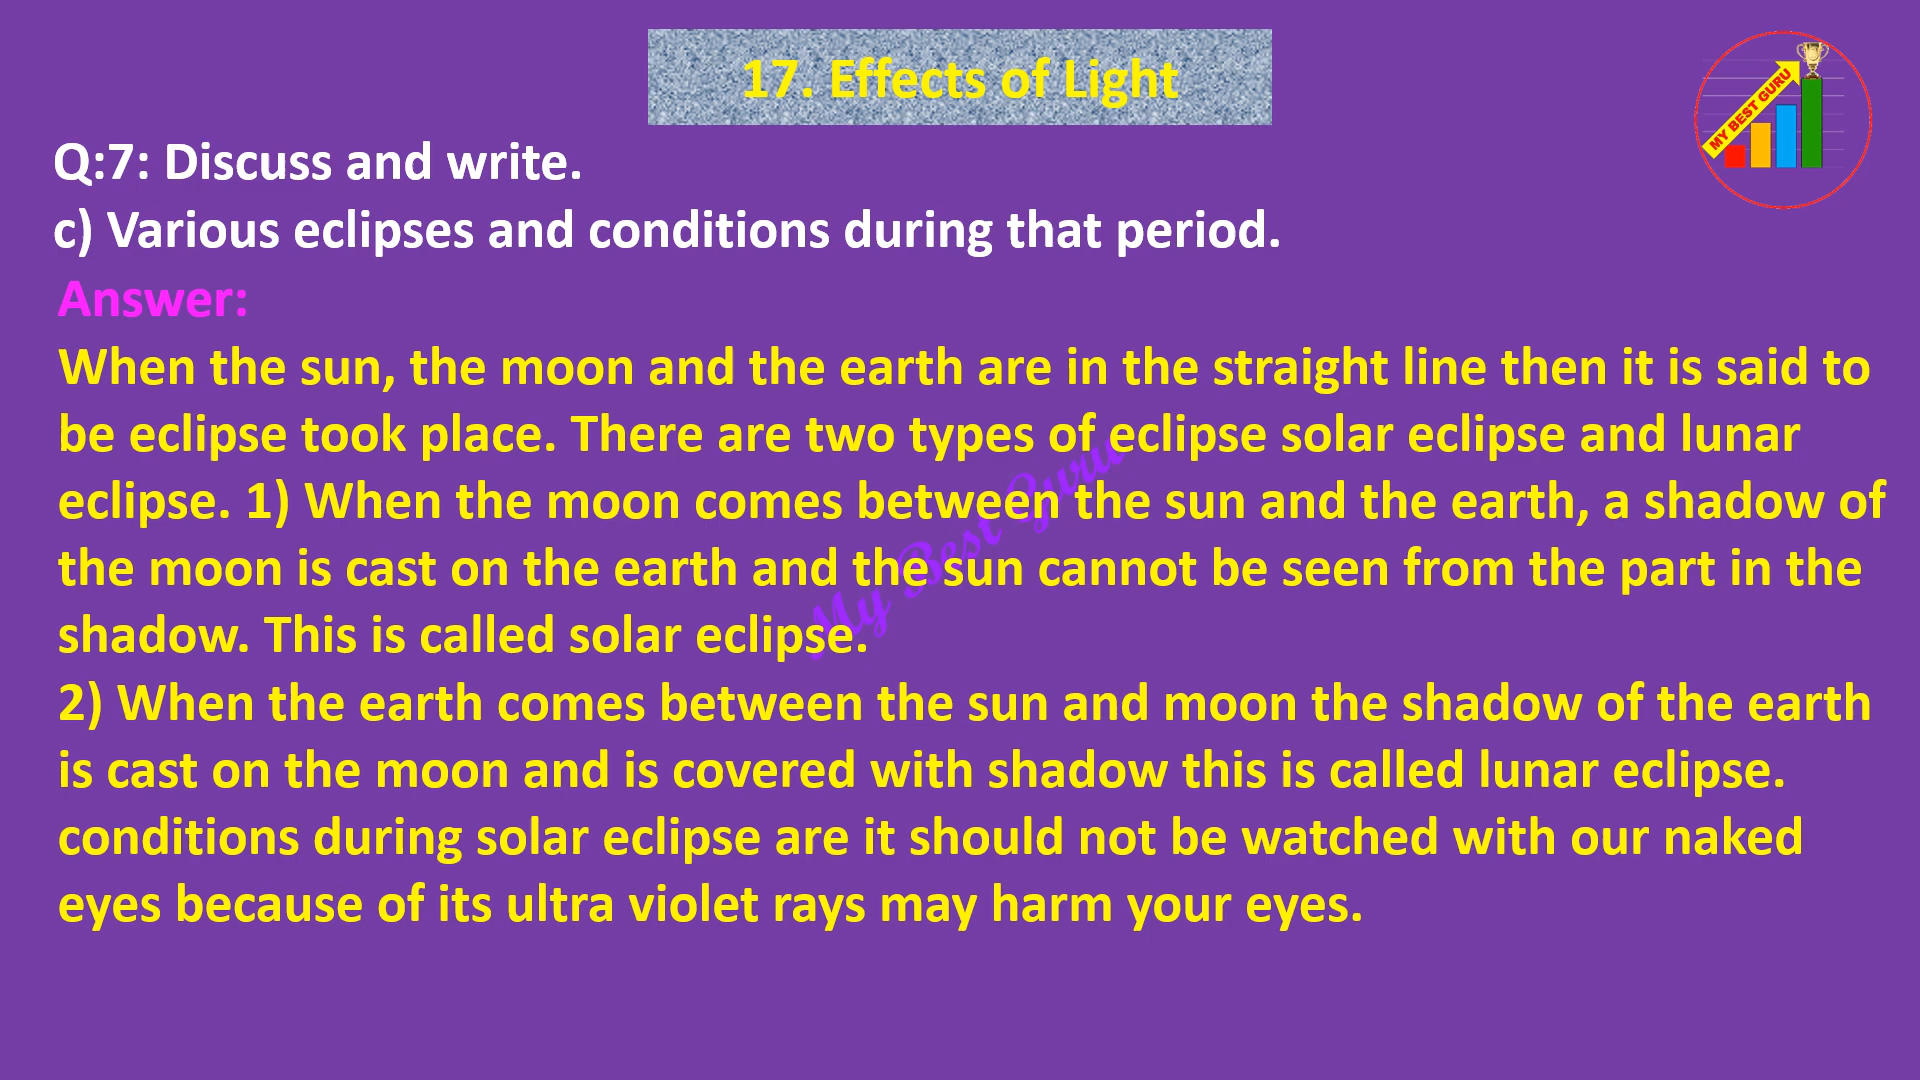 17. Effects of Light
MY BEST GURU
Q:7: Discuss and write.
c) Various eclipses and conditions during that period.
Answer:
When the sun, the moon and the earth are in the straight line then it is said to
be eclipse took place. There are two types of eclipse solar eclipse and lunar
eclipse. 1) When the moon comes between the sun and the earth, a shadow of
the moon is cast on the earth and the sun cannot be seen from the part in the
shadow. This is called solar eclipse.
2) When the earth comes between the sun and moon the shadow of the earth
is cast on the moon and is covered with shadow this is called lunar eclipse.
conditions during solar eclipse are it should not be watched with our naked
eyes because of its ultra violet rays may harm your eyes.
My Best Guru